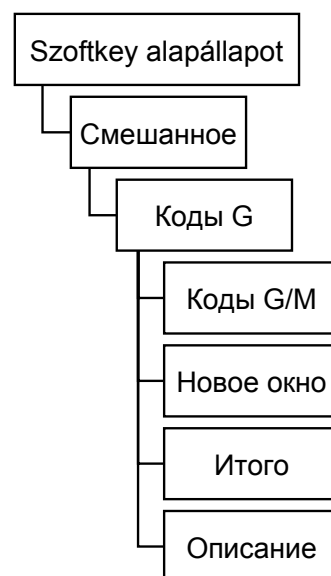 Szoftkey alapállapot
Смешанное
Коды G
Коды G/M
Новое окно
Итого
Описание